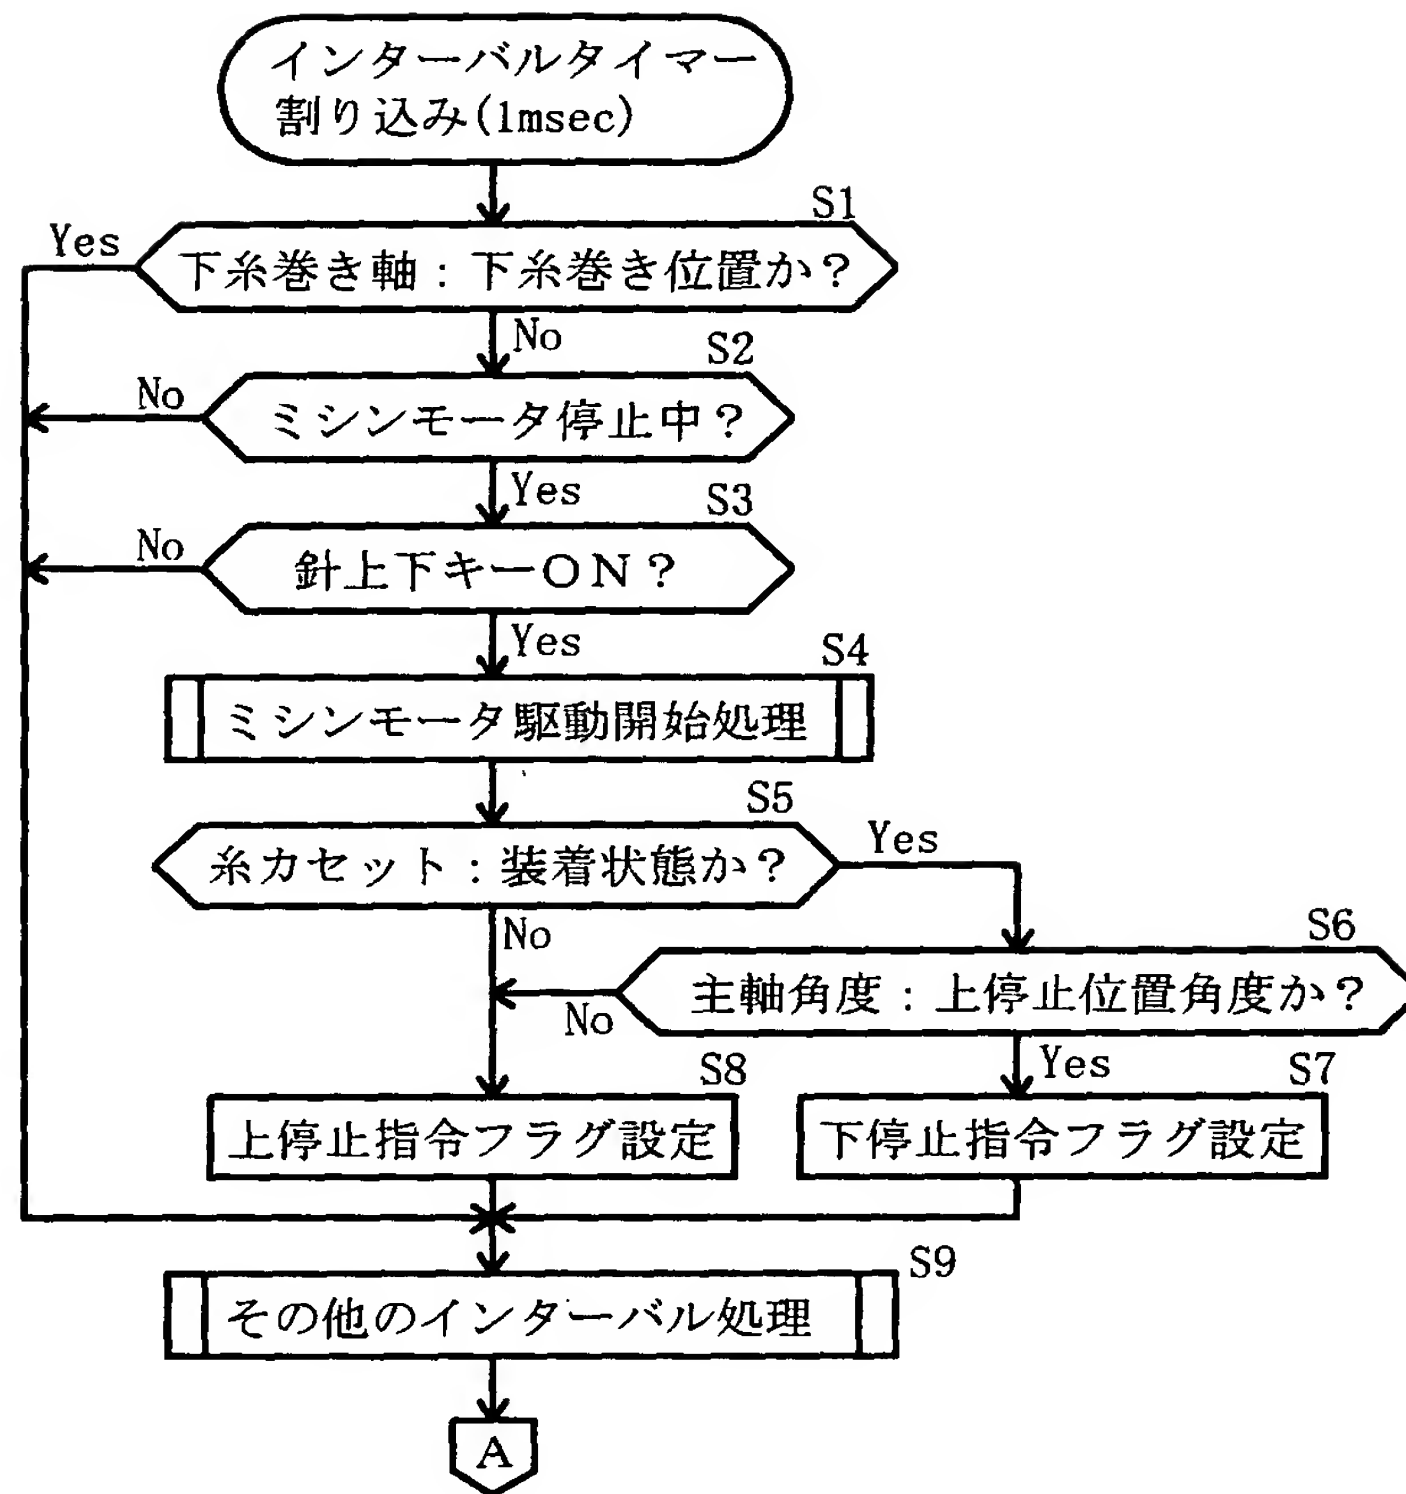 インターバルタイマー
割り込み(1msec)
S1
Yes
下糸巻き軸：下糸巻き位置か？
No
S2
No
ミシンモータ停止中？
Yes
S3
No
針上下キーON？
Yes
S4
ミシンモータ駆動開始処理
S5
糸カセット：装着状態か？
Yes
No
S6
主軸角度：上停止位置角度か？
No
Yes
S8
S7
上停止指令フラグ設定
下停止指令フラグ設定
S9
その他のインターバル処理
A